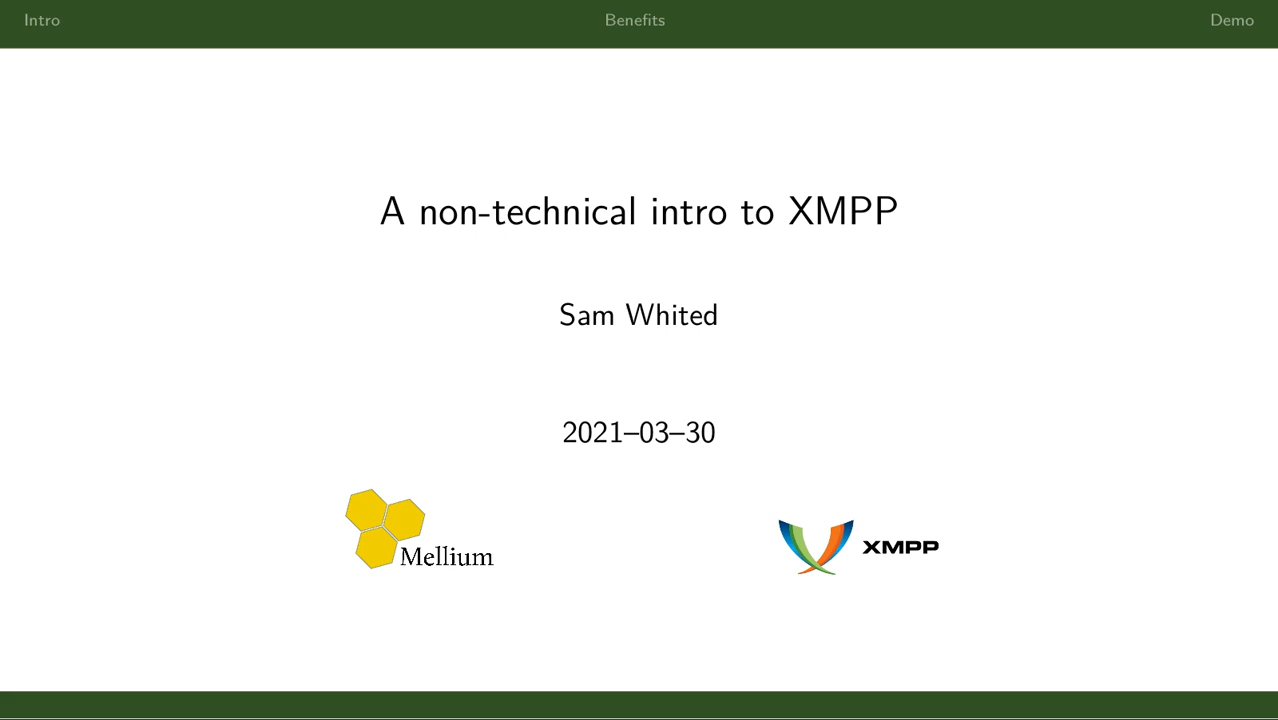 Intro Benefits Demo
A non-technical intro to XMPP
Sam Whited
2021–03–30
Mellium
XMPP